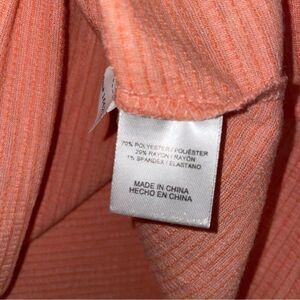 70% POLYESTER / POLIÉSTER
29% RAYON / RAYÓN
1% SPANDEX / ELASTANO
MADE IN CHINA
HECHO EN CHINA